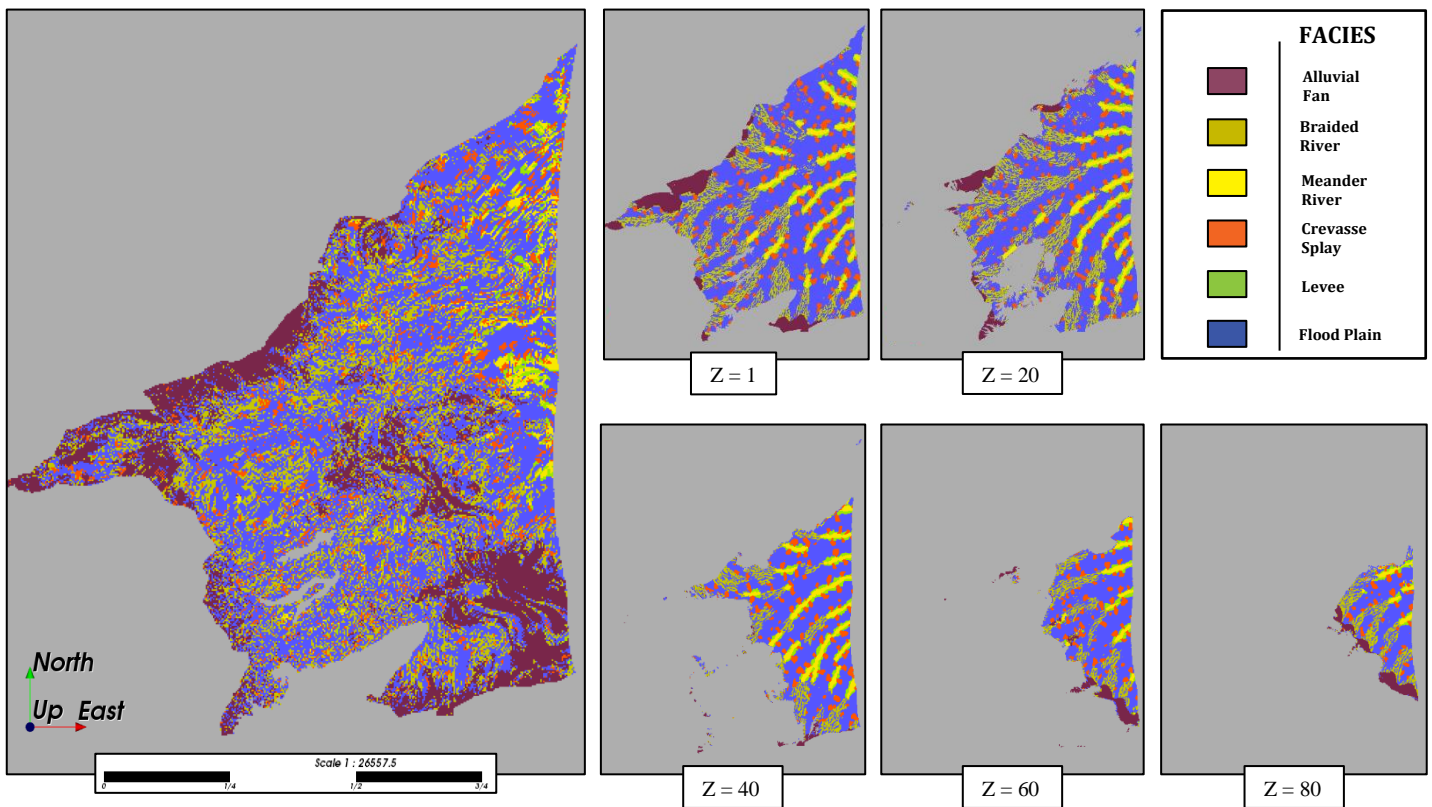 FACIES
Alluvial
Fan
Braided
River
Meander
River
Crevasse
Splay
Levee
Flood Plain
Z = 1
Z = 20
North
Up East
Scale 1 : 26557.5
0 1/4 1/2 3/4
Z = 40
Z = 60
Z = 80